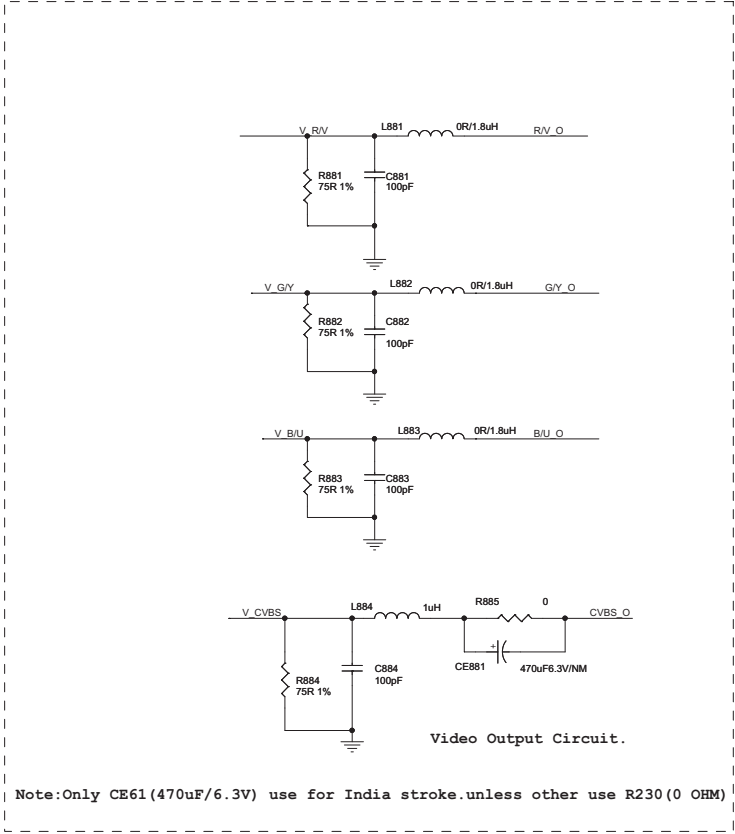 V_R/V L881 0R/1.8uH R/V_O
R881
75R 1%
C881
100pF
V_G/Y L882 0R/1.8uH G/Y_O
R882
75R 1%
C882
100pF
V_B/U L883 0R/1.8uH B/U_O
R883
75R 1%
C883
100pF
V_CVBS L884 1uH R885 0 CVBS_O
CE881 470uF6.3V/NM
R884
75R 1%
C884
100pF
Video Output Circuit.
Note:Only CE61(470uF/6.3V) use for India stroke.unless other use R230(0 OHM)